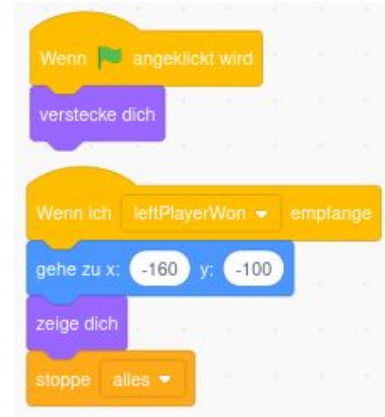 Wenn angeklickt wird
verstecke dich
Wenn ich leftPlayerWon empfange
gehe zu x: -160 y: -100
zeige dich
stoppe alles